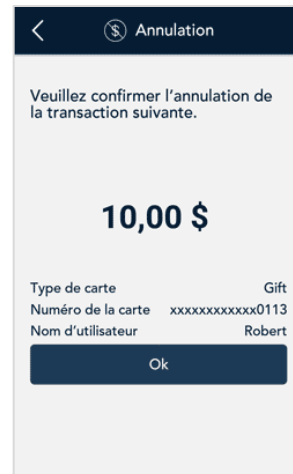 Annulation
Veuillez confirmer l’annulation de
la transaction suivante.
10,00 $
Type de carte Gift
Numéro de la carte xxxxxxxxxxxx0113
Nom d’utilisateur Robert
Ok